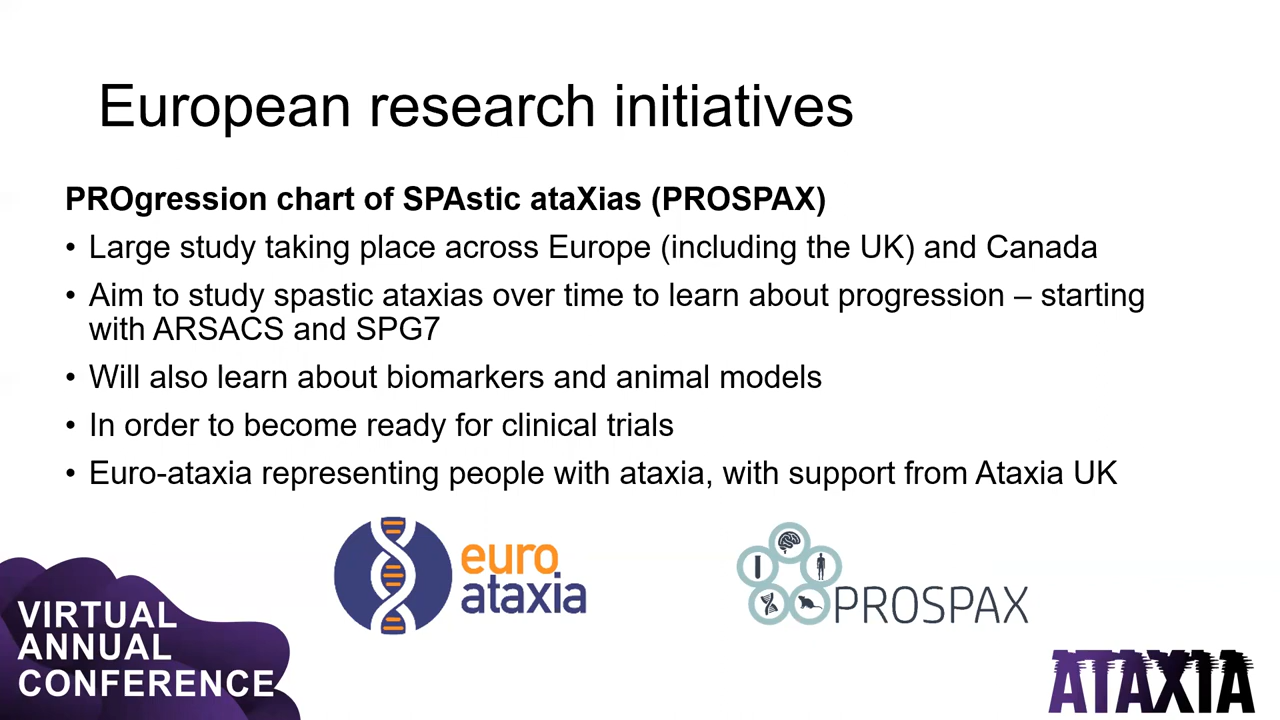 European research initiatives
PROgression chart of SPAstic ataXias (PROSPAX)
• Large study taking place across Europe (including the UK) and Canada
• Aim to study spastic ataxias over time to learn about progression – starting
with ARSACS and SPG7
• Will also learn about biomarkers and animal models
• In order to become ready for clinical trials
• Euro-ataxia representing people with ataxia, with support from Ataxia UK
euro
ataxia
PROSPAX
VIRTUAL
ANNUAL
CONFERENCE
ATAXIA